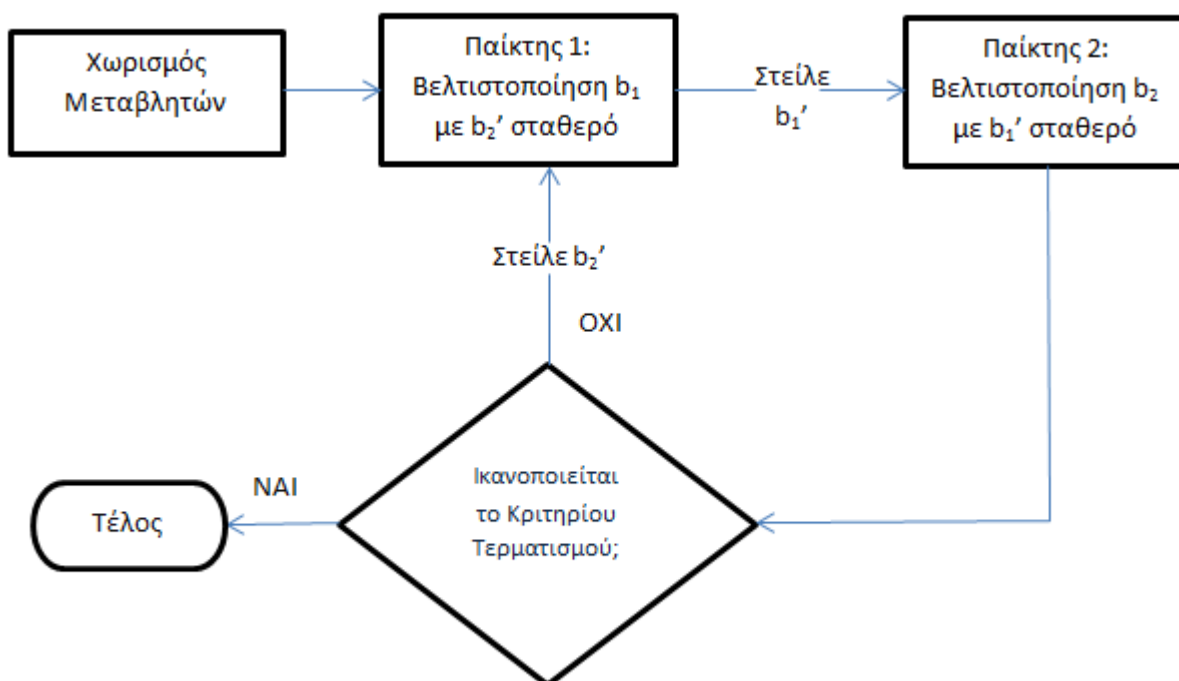 Χωρισμός
Μεταβλητών
Παίκτης 1:
Βελτιστοποίηση b₁
με b₂’ σταθερό
Στείλε
b₁’
Παίκτης 2:
Βελτιστοποίηση b₂
με b₁’ σταθερό
Στείλε b₂’
ΟΧΙ
Ικανοποιείται
το Κριτηρίου
Τερματισμού;
ΝΑΙ
Τέλος